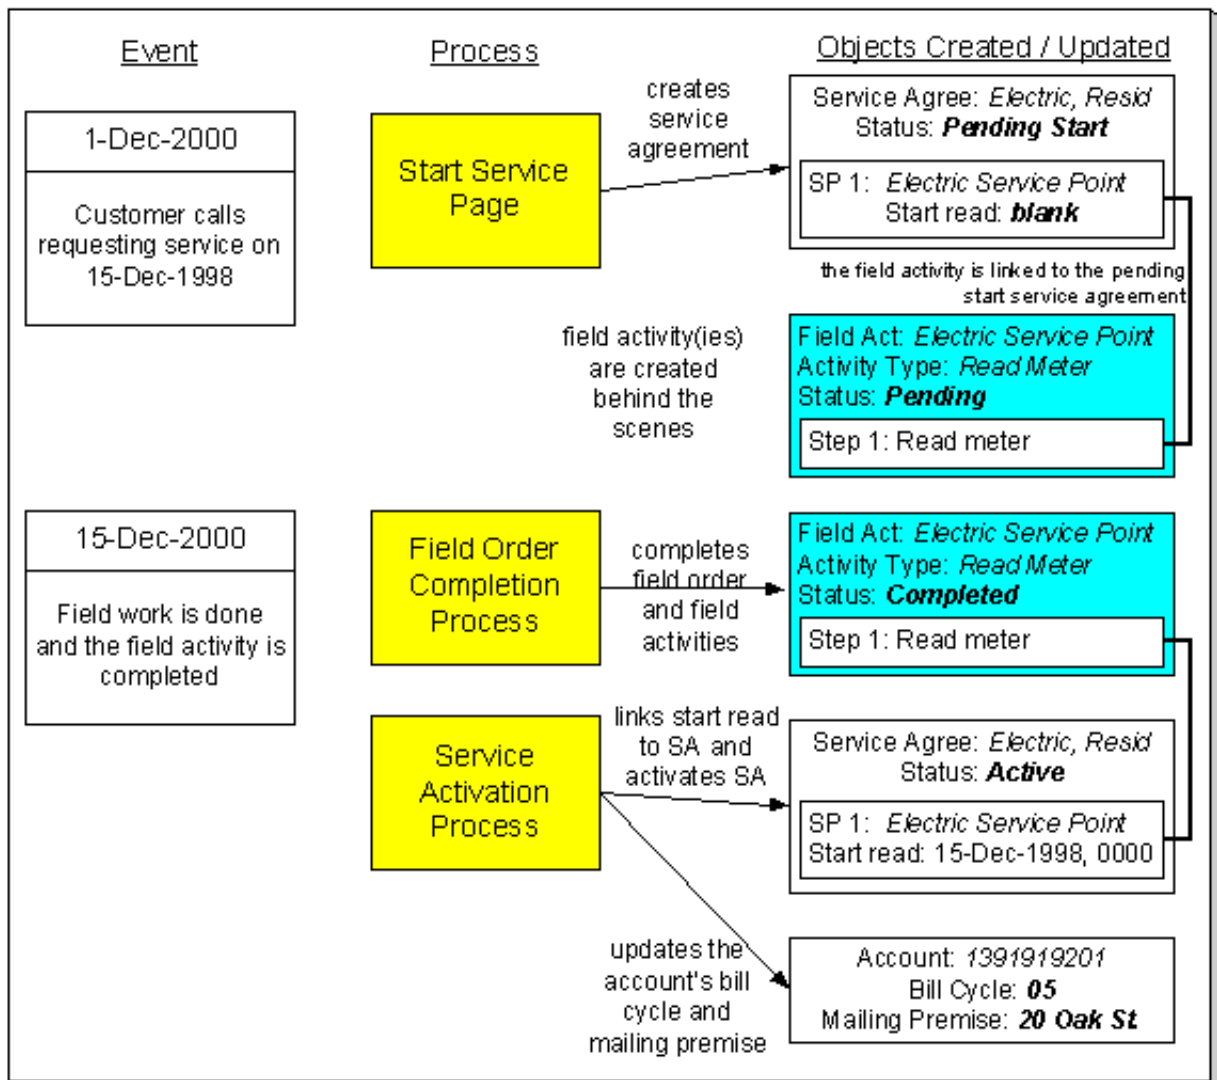 Event
Process
Objects Created / Updated
1-Dec-2000
Customer calls
requesting service on
15-Dec-1998
Start Service
Page
creates
service
agreement
Service Agree: Electric, Resid
Status: Pending Start
SP 1: Electric Service Point
Start read: blank
the field activity is linked to the pending
start service agreement
field activity(ies)
are created
behind the
scenes
Field Act: Electric Service Point
Activity Type: Read Meter
Status: Pending
Step 1: Read meter
15-Dec-2000
Field work is done
and the field activity is
completed
Field Order
Completion
Process
completes
field order
and field
activities
Field Act: Electric Service Point
Activity Type: Read Meter
Status: Completed
Step 1: Read meter
Service
Activation
Process
links start read
to SA and
activates SA
Service Agree: Electric, Resid
Status: Active
SP 1: Electric Service Point
Start read: 15-Dec-1998, 0000
updates the
account's bill
cycle and
mailing premise
Account: 1391919201
Bill Cycle: 05
Mailing Premise: 20 Oak St.